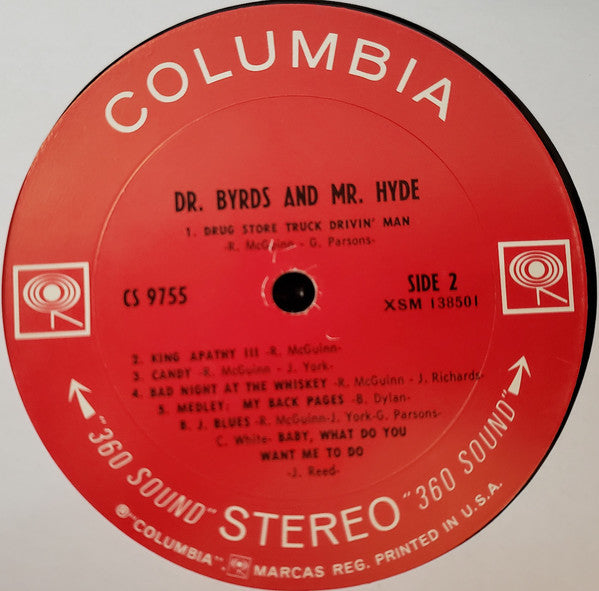 COLUMBIA
DR. BYRDS AND MR. HYDE
1. DRUG STORE TRUCK DRIVIN' MAN
-R. McGuinn - G. Parsons-
CS 9755
SIDE 2
XSM 138501
2. KING APATHY III -R. McGuinn-
3. CANDY -R. McGuinn - J. York-
4. BAD NIGHT AT THE WHISKEY -R. McGuinn - J. Richards-
5. MEDLEY: MY BACK PAGES -B. Dylan-
B. J. BLUES -R. McGuinn-J. York-G. Parsons-
C. White- BABY, WHAT DO YOU
WANT ME TO DO
-J. Reed-
"360 SOUND" STEREO "360 SOUND"
℗"COLUMBIA". MARCAS REG. PRINTED IN U.S.A.